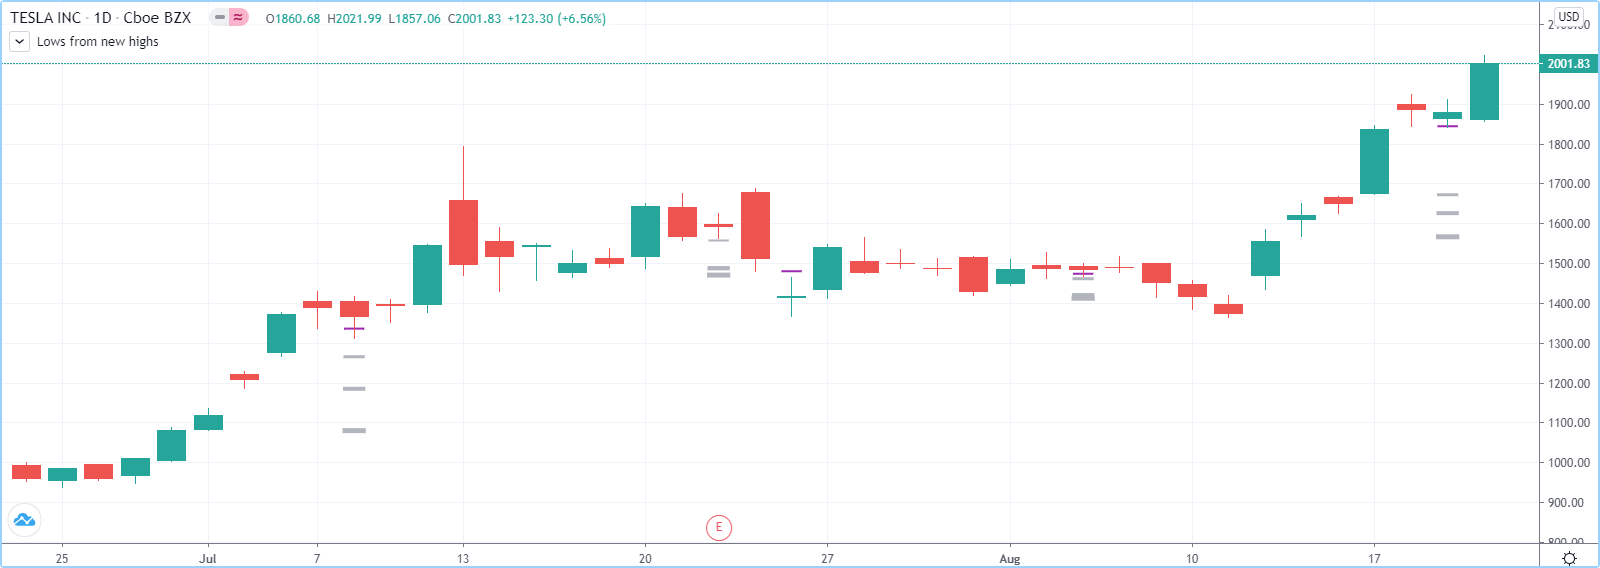 TESLA INC · 1D · Cboe BZX O1860.68 H2021.99 L1857.06 C2001.83 +123.30 (+6.56%)
USD
Lows from new highs
2001.83
1900.00
1800.00
1700.00
1600.00
1500.00
1400.00
1300.00
1200.00
1100.00
1000.00
900.00
800.00
E
25 Jul 7 13 20 27 Aug 10 17